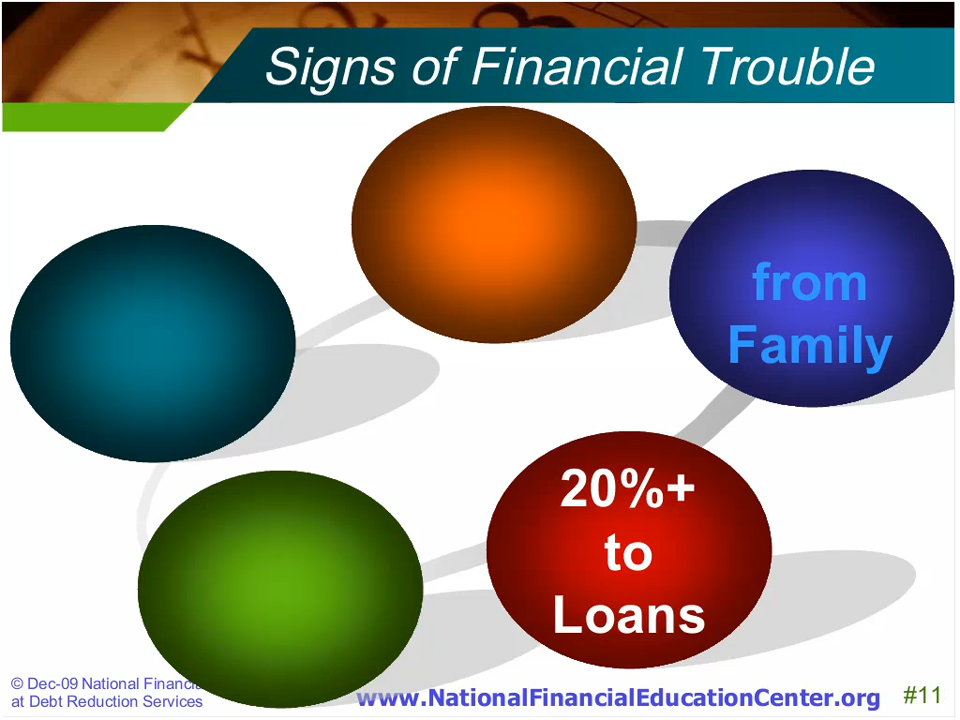 Signs of Financial Trouble
from
Family
20%+
to
Loans
© Dec-09 National
at Debt Reduction Services
www.NationalFinancialEducationCenter.org
#11